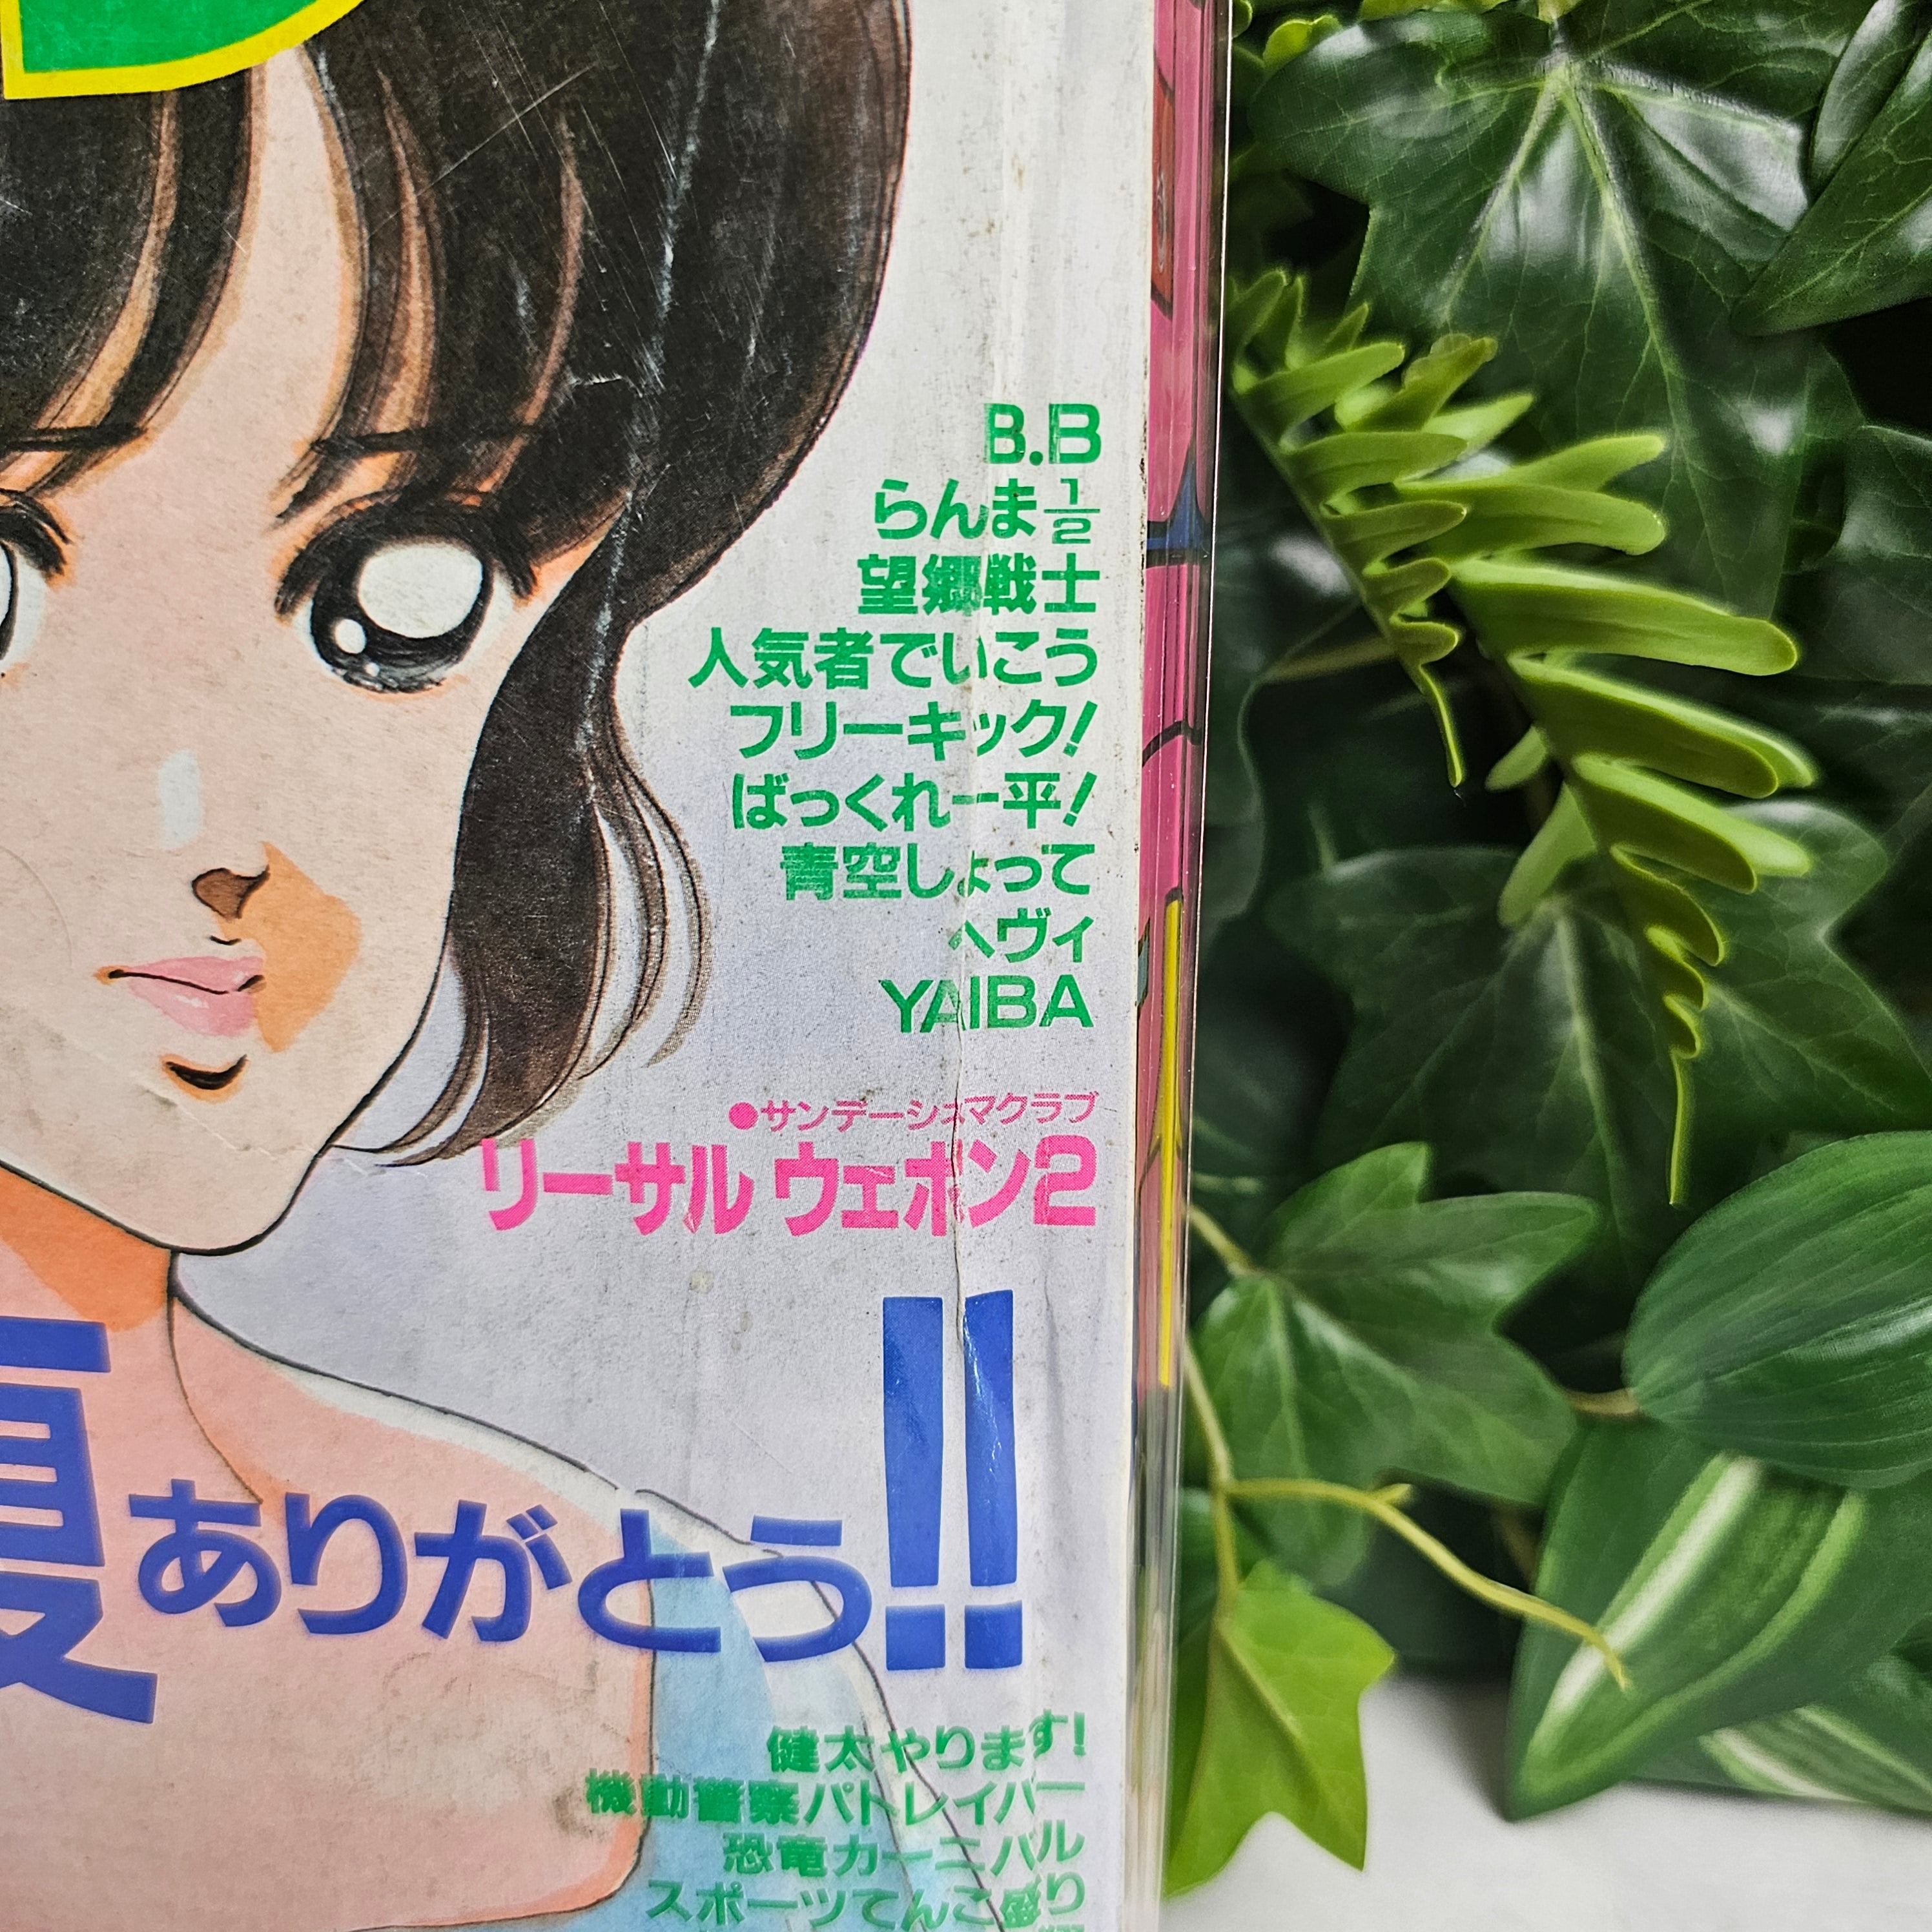 B.B
らんま1/2
望郷戦士
人気者でいこう
フリーキック!
ばっくれ一平!
青空しょって
ヘヴィ
YAIBA
●サンデーシネマクラブ
リーサル ウェポン2
夏ありがとう!!
健太やります!
機動警察パトレイバー
恐竜カーニバル
スポーツてんこ盛り